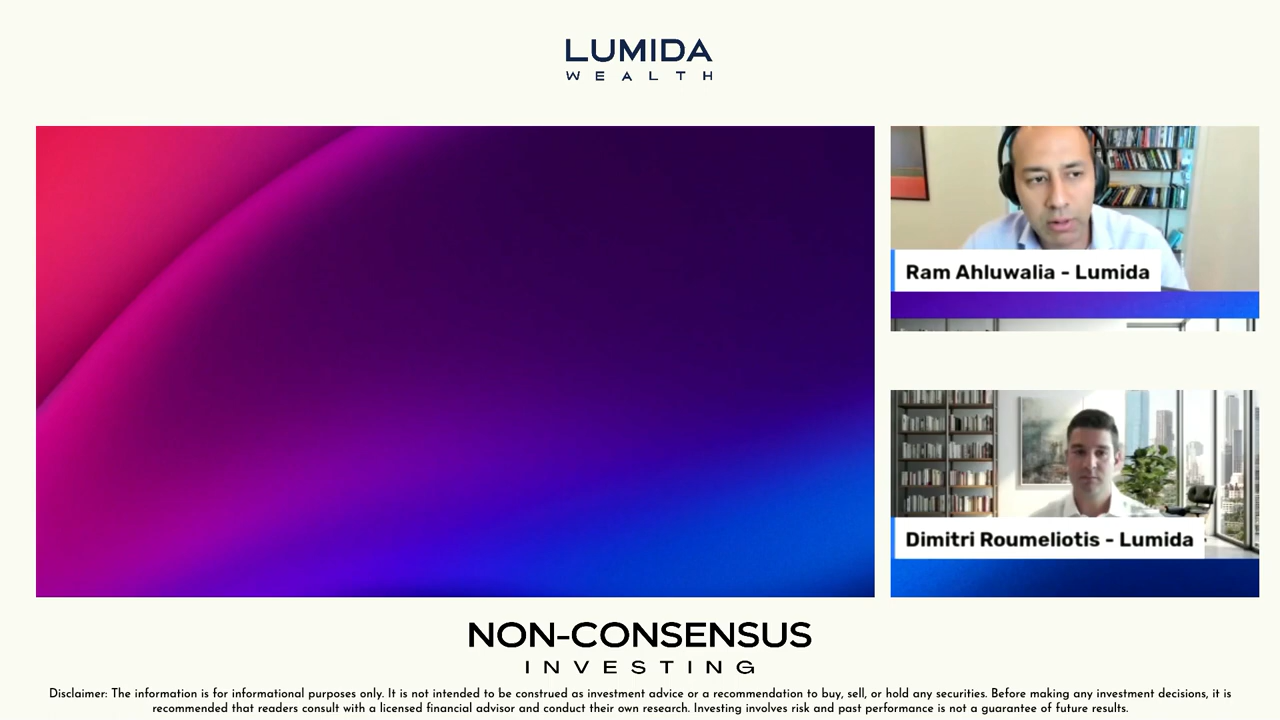 LUMIDA
WEALTH
Ram Ahluwalia - Lumida
Dimitri Roumeliotis - Lumida
NON-CONSENSUS
INVESTING
Disclaimer: The information is for informational purposes only. It is not intended to be construed as investment advice or a recommendation to buy, sell, or hold any securities. Before making any investment decisions, it is
recommended that readers consult with a licensed financial advisor and conduct their own research. Investing involves risk and past performance is not a guarantee of future results.